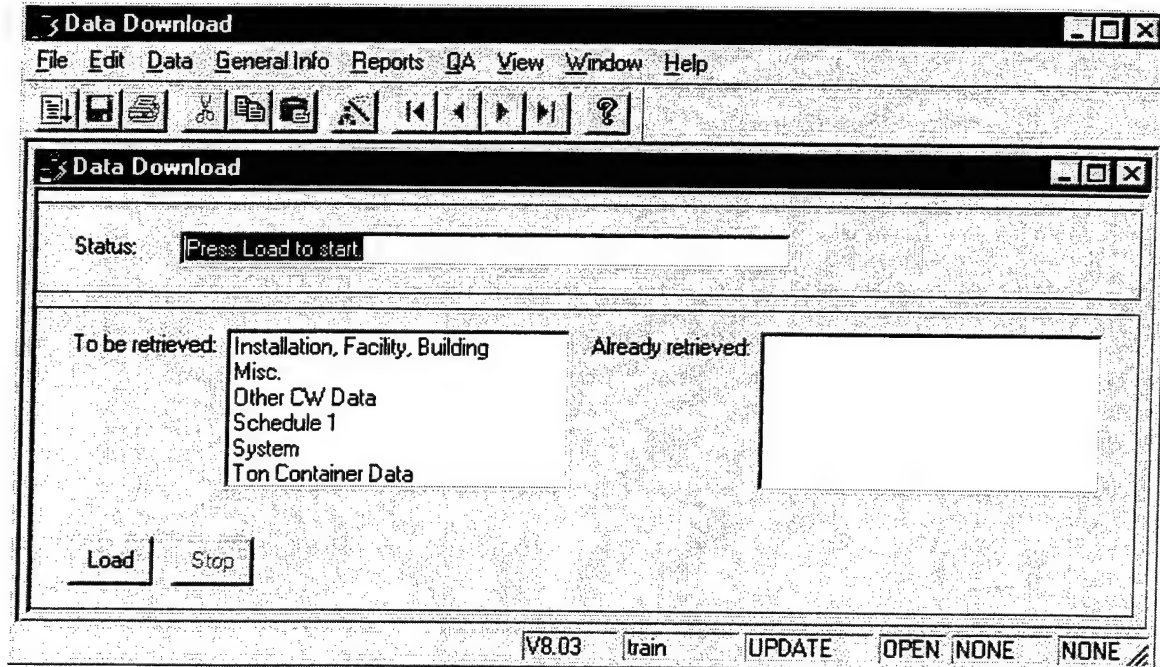 Data Download
File Edit Data General Info Reports QA View Window Help
Data Download
Status: Press Load to start.
To be retrieved: Installation, Facility, Building
Misc.
Other CW Data
Schedule 1
System
Ton Container Data
Already retrieved:
Load Stop
V8.03 train UPDATE OPEN NONE NONE